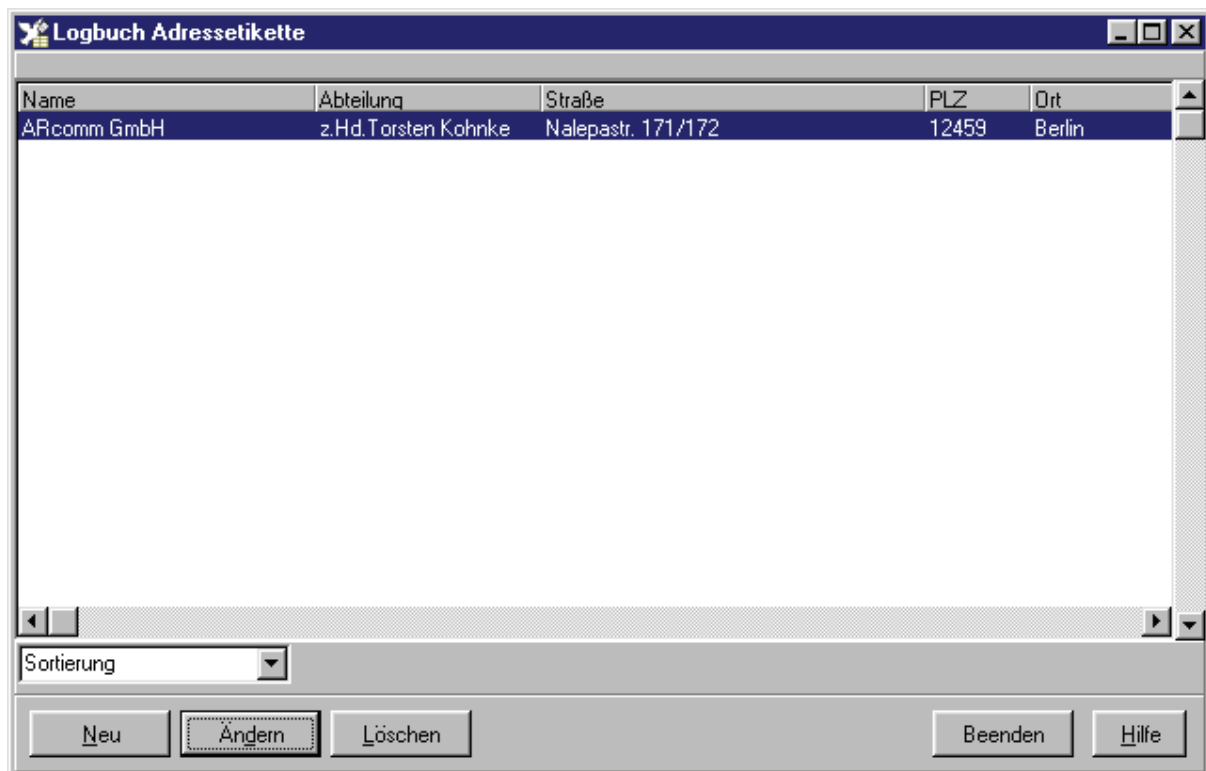 Logbuch Adressetikette
Name Abteilung Straße PLZ Ort
ARcomm GmbH z.Hd.Torsten Kohnke Nalepastr. 171/172 12459 Berlin
Sortierung
Neu Ändern Löschen Beenden Hilfe